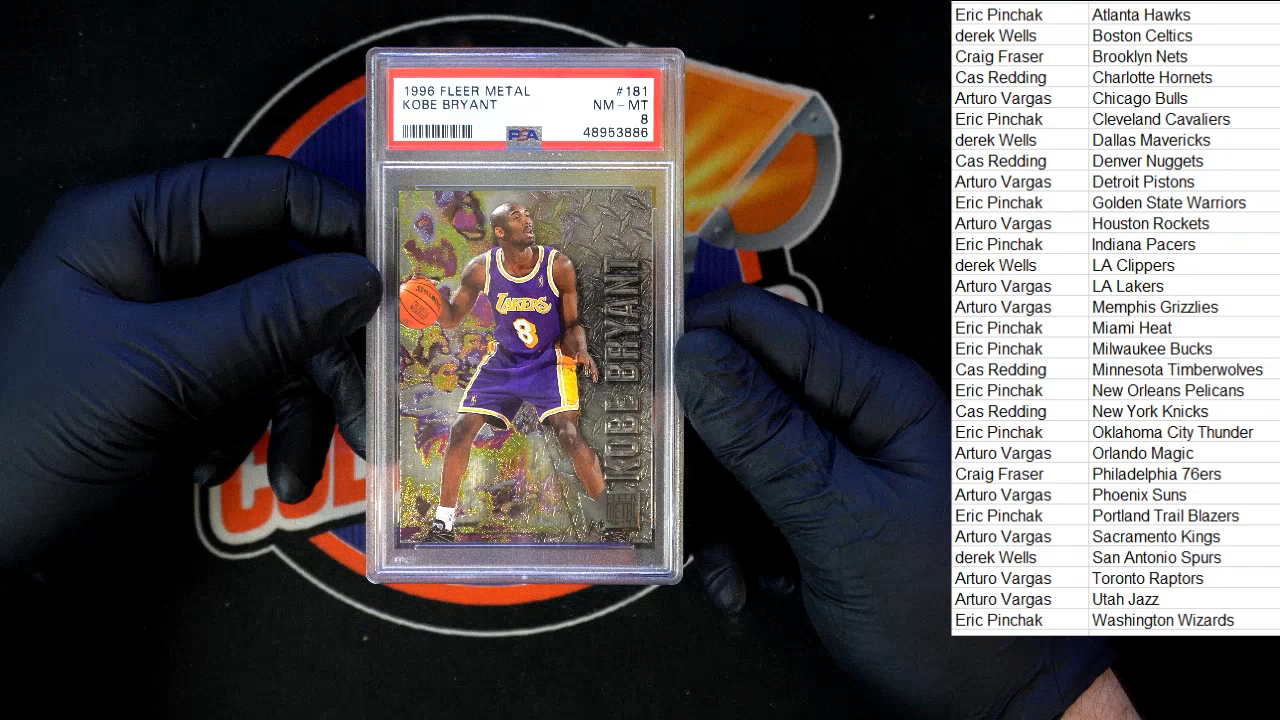 1996 FLEER METAL #181
KOBE BRYANT NM - MT
8
PSA 48953886
SPALDING
LAKERS
8
KOBE BRYANT
FLEER
METAL
CO
Eric Pinchak Atlanta Hawks
derek Wells Boston Celtics
Craig Fraser Brooklyn Nets
Cas Redding Charlotte Hornets
Arturo Vargas Chicago Bulls
Eric Pinchak Cleveland Cavaliers
derek Wells Dallas Mavericks
Cas Redding Denver Nuggets
Arturo Vargas Detroit Pistons
Eric Pinchak Golden State Warriors
Arturo Vargas Houston Rockets
Eric Pinchak Indiana Pacers
derek Wells LA Clippers
Arturo Vargas LA Lakers
Arturo Vargas Memphis Grizzlies
Eric Pinchak Miami Heat
Eric Pinchak Milwaukee Bucks
Cas Redding Minnesota Timberwolves
Eric Pinchak New Orleans Pelicans
Cas Redding New York Knicks
Eric Pinchak Oklahoma City Thunder
Arturo Vargas Orlando Magic
Craig Fraser Philadelphia 76ers
Arturo Vargas Phoenix Suns
Eric Pinchak Portland Trail Blazers
Arturo Vargas Sacramento Kings
derek Wells San Antonio Spurs
Arturo Vargas Toronto Raptors
Arturo Vargas Utah Jazz
Eric Pinchak Washington Wizards